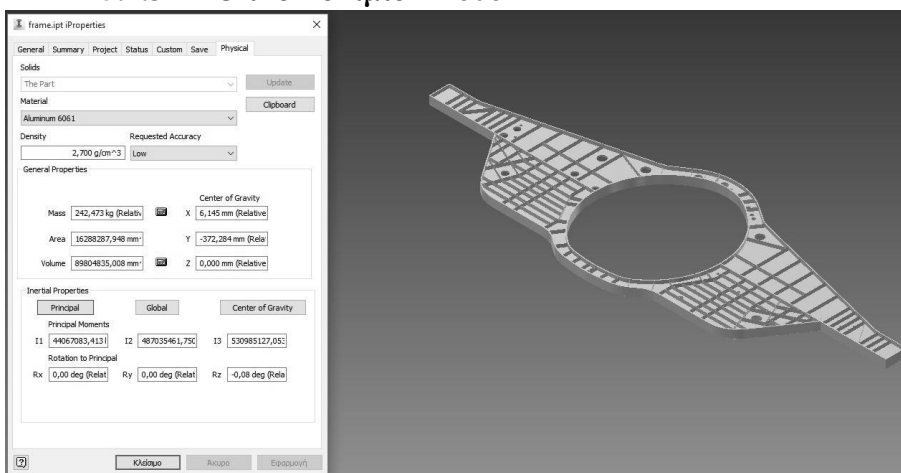 frame.ipt iProperties
General Summary Project Status Custom Save Physical
Solids
The Part
Update
Material
Clipboard
Aluminum 6061
Density Requested Accuracy
2,700 g/cm^3 Low
General Properties
Center of Gravity
Mass 242,473 kg (Relativ X 6,145 mm (Relative
Area 16288287,948 mm Y -372,284 mm (Rela
Volume 89804835,008 mm Z 0,000 mm (Relative
Inertial Properties
Principal Global Center of Gravity
Principal Moments
I1 44067083,413 I2 487035461,750 I3 530985127,053
Rotation to Principal
Rx 0,00 deg (Relat Ry 0,00 deg (Relat Rz -0,08 deg (Rela
Κλείσιμο Άκυρο Εφαρμογή